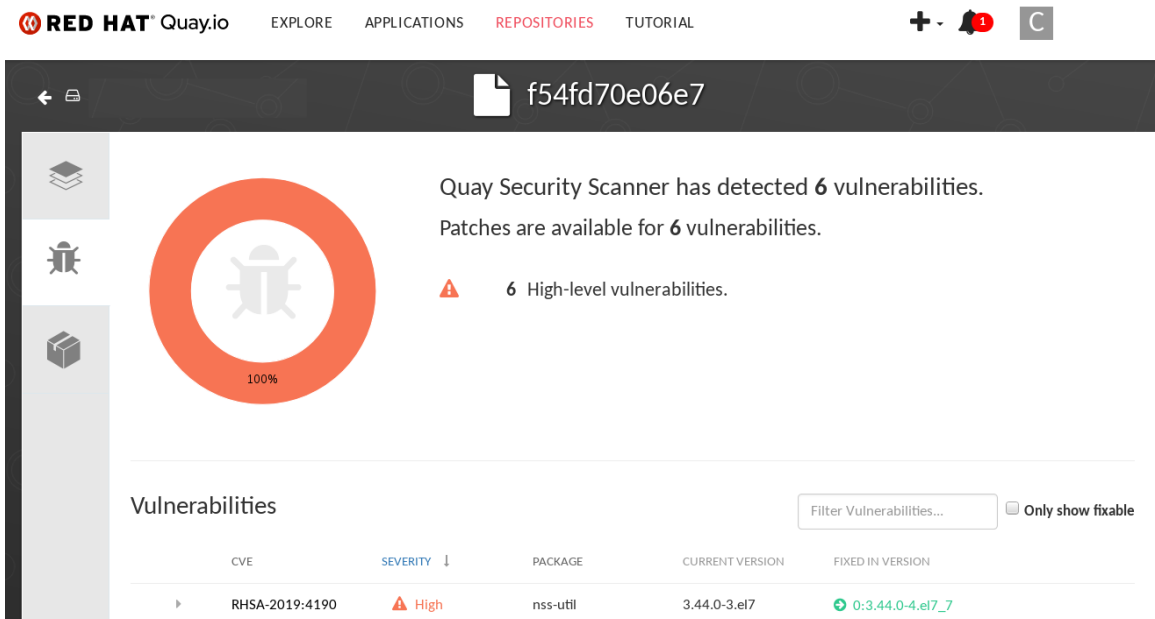 RED HAT® Quay.io EXPLORE APPLICATIONS REPOSITORIES TUTORIAL 1 C
f54fd70e06e7
Quay Security Scanner has detected 6 vulnerabilities.
Patches are available for 6 vulnerabilities.
6 High-level vulnerabilities.
100%
Vulnerabilities
Filter Vulnerabilities... Only show fixable
CVE SEVERITY ↓ PACKAGE CURRENT VERSION FIXED IN VERSION
RHSA-2019:4190 High nss-util 3.44.0-3.el7 0:3.44.0-4.el7_7